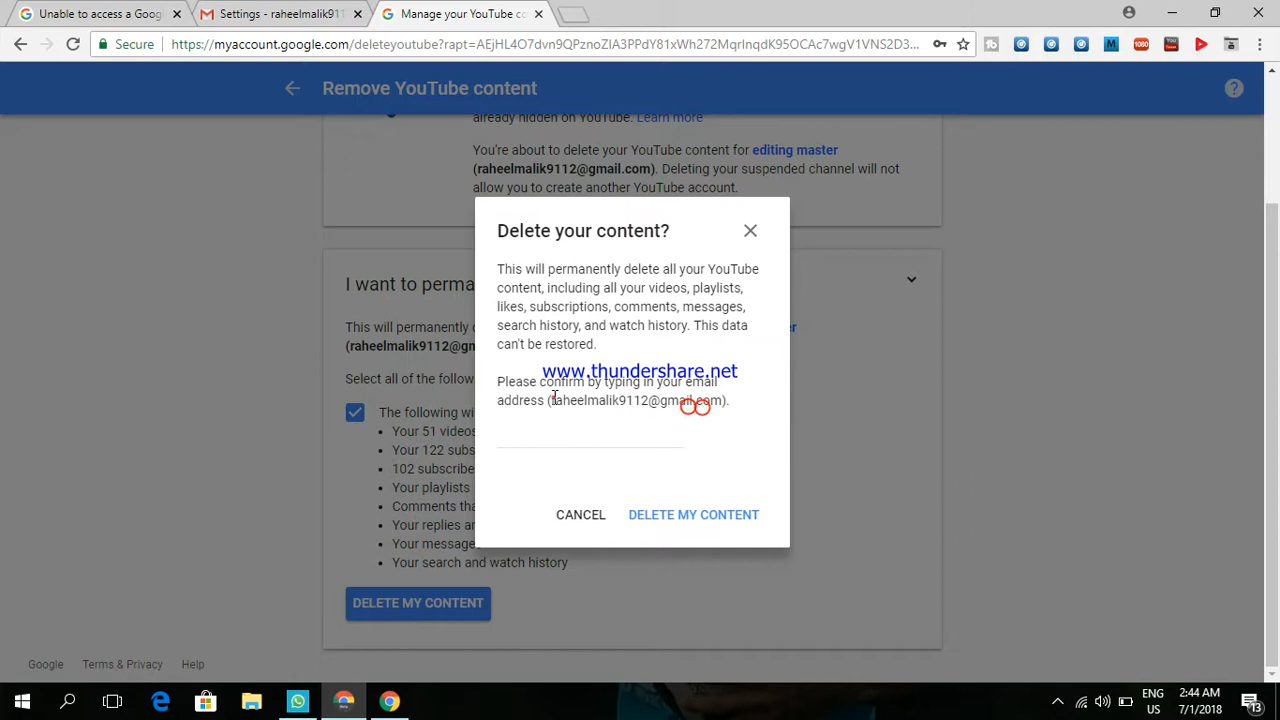 Unable to access a Googl
Settings - raheelmalik911
Manage your YouTube co
Secure
https://myaccount.google.com/deleteyoutube?rapt=
Remove YouTube content
already hidden on YouTube. Learn more
You're about to delete your YouTube content for editing master
(raheelmalik9112@gmail.com). Deleting your suspended channel will not
allow you to create another YouTube account.
Delete your content?
This will permanently delete all your YouTube
content, including all your videos, playlists,
likes, subscriptions, comments, messages,
search history, and watch history. This data
can't be restored.
www.thundershare.net
Please confirm by typing in your email
address (raheelmalik9112@gmail.com).
CANCEL
DELETE MY CONTENT
I want to perma
This will permanently d
(raheelmalik9112@gm
Select all of the follow
The following wi
Your 51 videos
Your 122 subs
102 subscribe
Your playlists
Comments tha
Your replies an
Your messages
Your search and watch history
DELETE MY CONTENT
Google
Terms & Privacy
Help
ENG
US
2:44 AM
7/1/2018
13